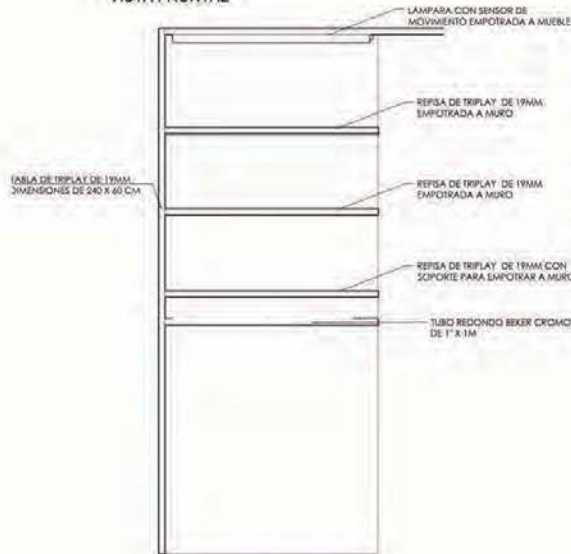 VISTA FRONTAL
LAMPARA CON SENSOR DE
MOVIMIENTO EMPOTRADA A MUEBLE
REPISA DE TRIPLAY DE 19MM
EMPOTRADA A MURO
TABLA DE TRIPLAY DE 19MM
DIMENSIONES DE 240 X 60 CM
REPISA DE TRIPLAY DE 19MM
EMPOTRADA A MURO
REPISA DE TRIPLAY DE 19MM CON
SOPORTE PARA EMPOTRAR A MURO
TUBO REDONDO BEKER CROMO
DE 1" X 1M